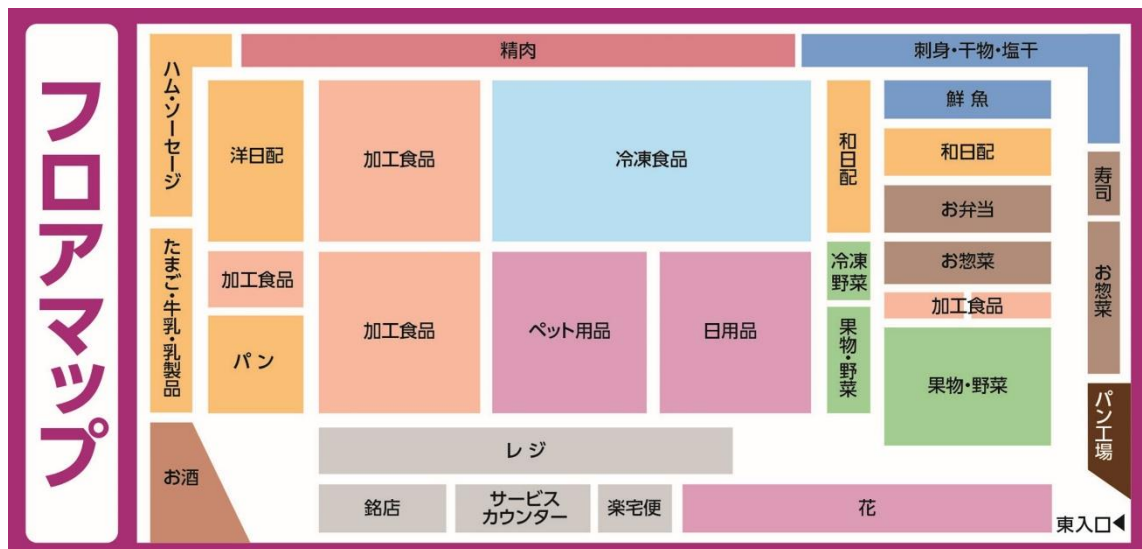 フロアマップ
精肉
刺身・干物・塩干
ハム・ソーセージ
洋日配
加工食品
冷凍食品
和日配
鮮魚
和日配
お弁当
寿司
たまご・牛乳・乳製品
加工食品
加工食品
ペット用品
日用品
冷凍
野菜
お惣菜
お惣菜
加工食品
パン
果物・野菜
果物・野菜
パン工場
お酒
レジ
銘店
サービス
カウンター
楽宅便
花
東入口◀